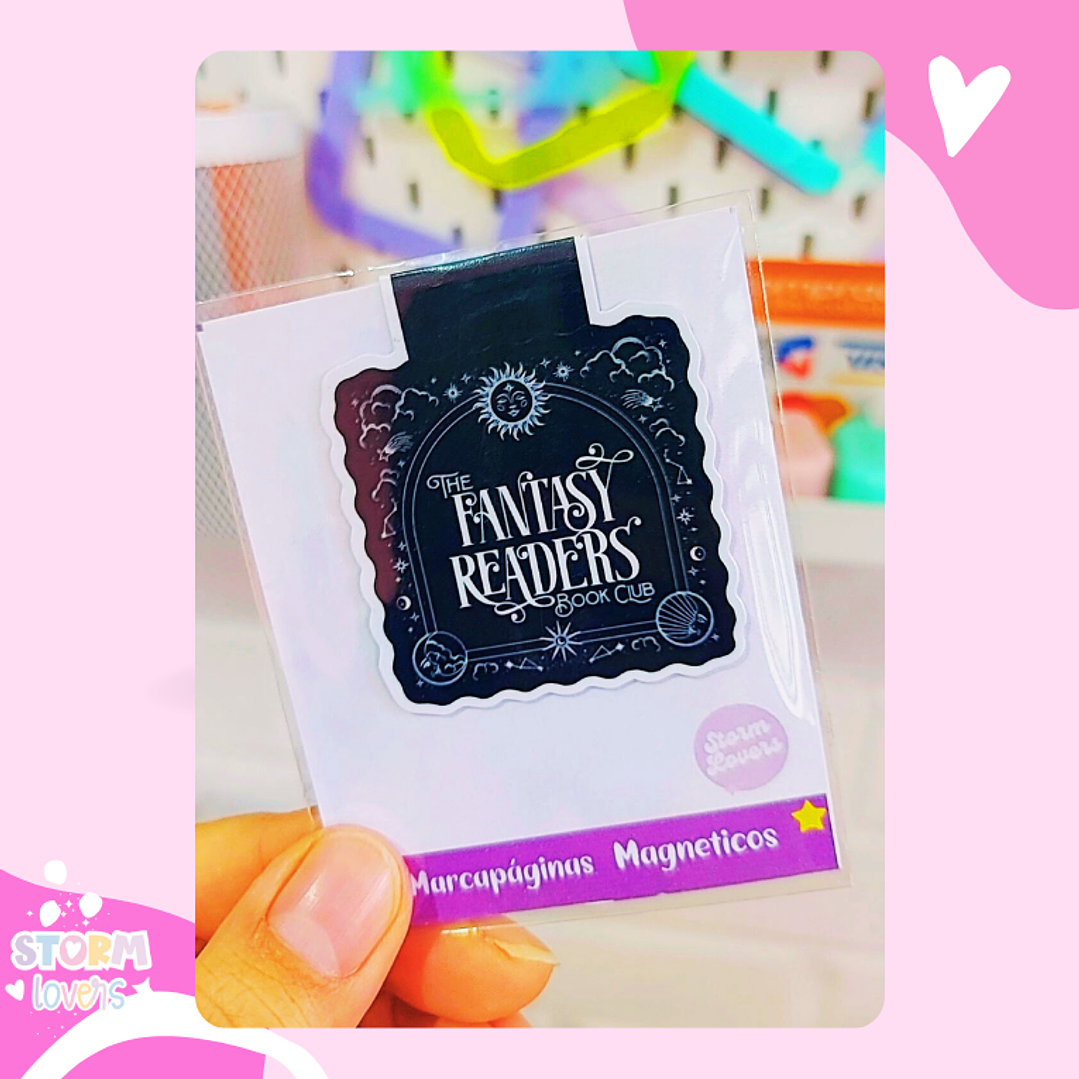 THE
FANTASY
READERS
BOOK CLUB
Storm
Lovers
Marcapáginas Magneticos
STORM
lovers